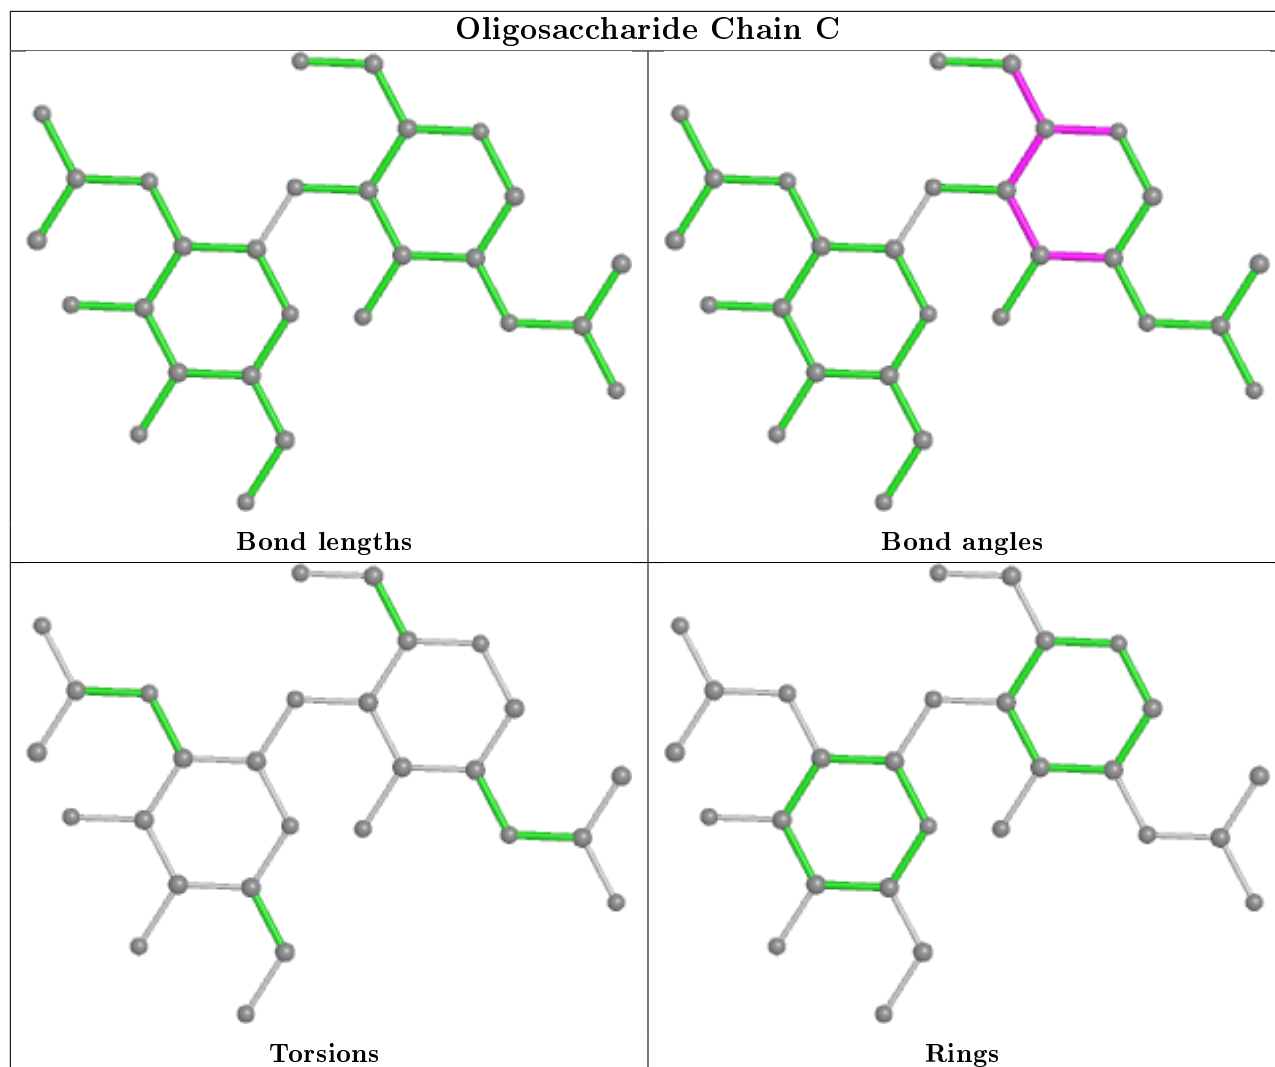 Oligosaccharide Chain C
Bond lengths
Bond angles
Torsions
Rings